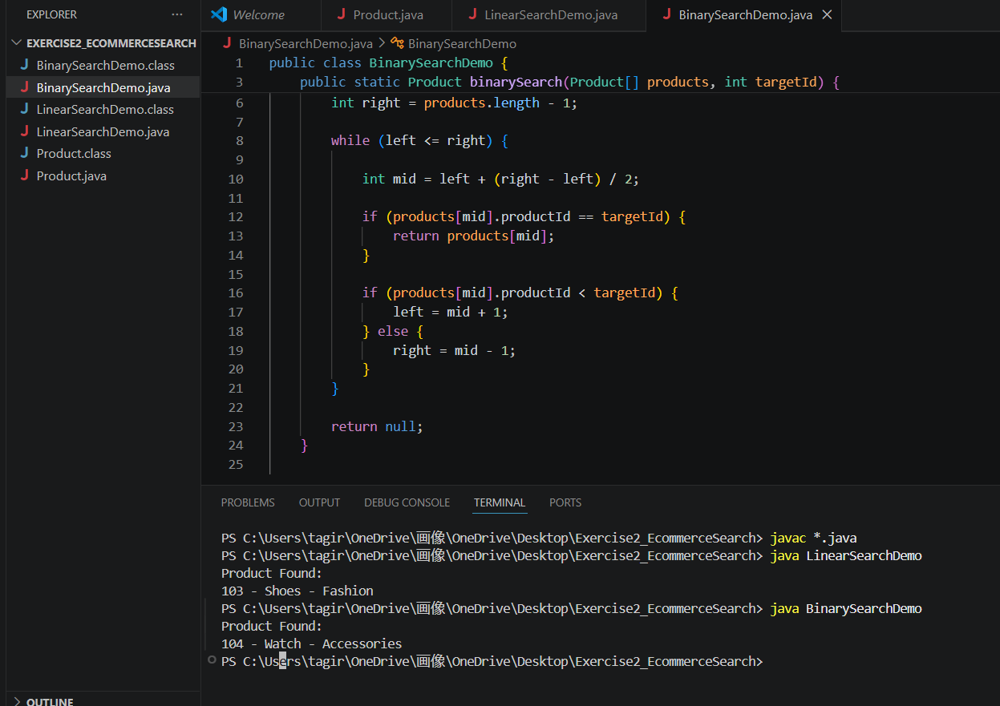 EXPLORER
···
Welcome
Product.java
LinearSearchDemo.java
BinarySearchDemo.java
EXERCISE2_ECOMMERCESEARCH
BinarySearchDemo.class
BinarySearchDemo.java
LinearSearchDemo.class
LinearSearchDemo.java
Product.class
Product.java
OUTLINE
BinarySearchDemo.java > BinarySearchDemo
1 public class BinarySearchDemo {
3 public static Product binarySearch(Product[] products, int targetId) {
6 int right = products.length - 1;
7
8 while (left <= right) {
9
10 int mid = left + (right - left) / 2;
11
12 if (products[mid].productId == targetId) {
13 return products[mid];
14 }
15
16 if (products[mid].productId < targetId) {
17 left = mid + 1;
18 } else {
19 right = mid - 1;
20 }
21 }
22
23 return null;
24 }
25
PROBLEMS OUTPUT DEBUG CONSOLE TERMINAL PORTS
PS C:\Users\tagir\OneDrive\画像\OneDrive\Desktop\Exercise2_EcommerceSearch> javac *.java
PS C:\Users\tagir\OneDrive\画像\OneDrive\Desktop\Exercise2_EcommerceSearch> java LinearSearchDemo
Product Found:
103 - Shoes - Fashion
PS C:\Users\tagir\OneDrive\画像\OneDrive\Desktop\Exercise2_EcommerceSearch> java BinarySearchDemo
Product Found:
104 - Watch - Accessories
PS C:\Users\tagir\OneDrive\画像\OneDrive\Desktop\Exercise2_EcommerceSearch>